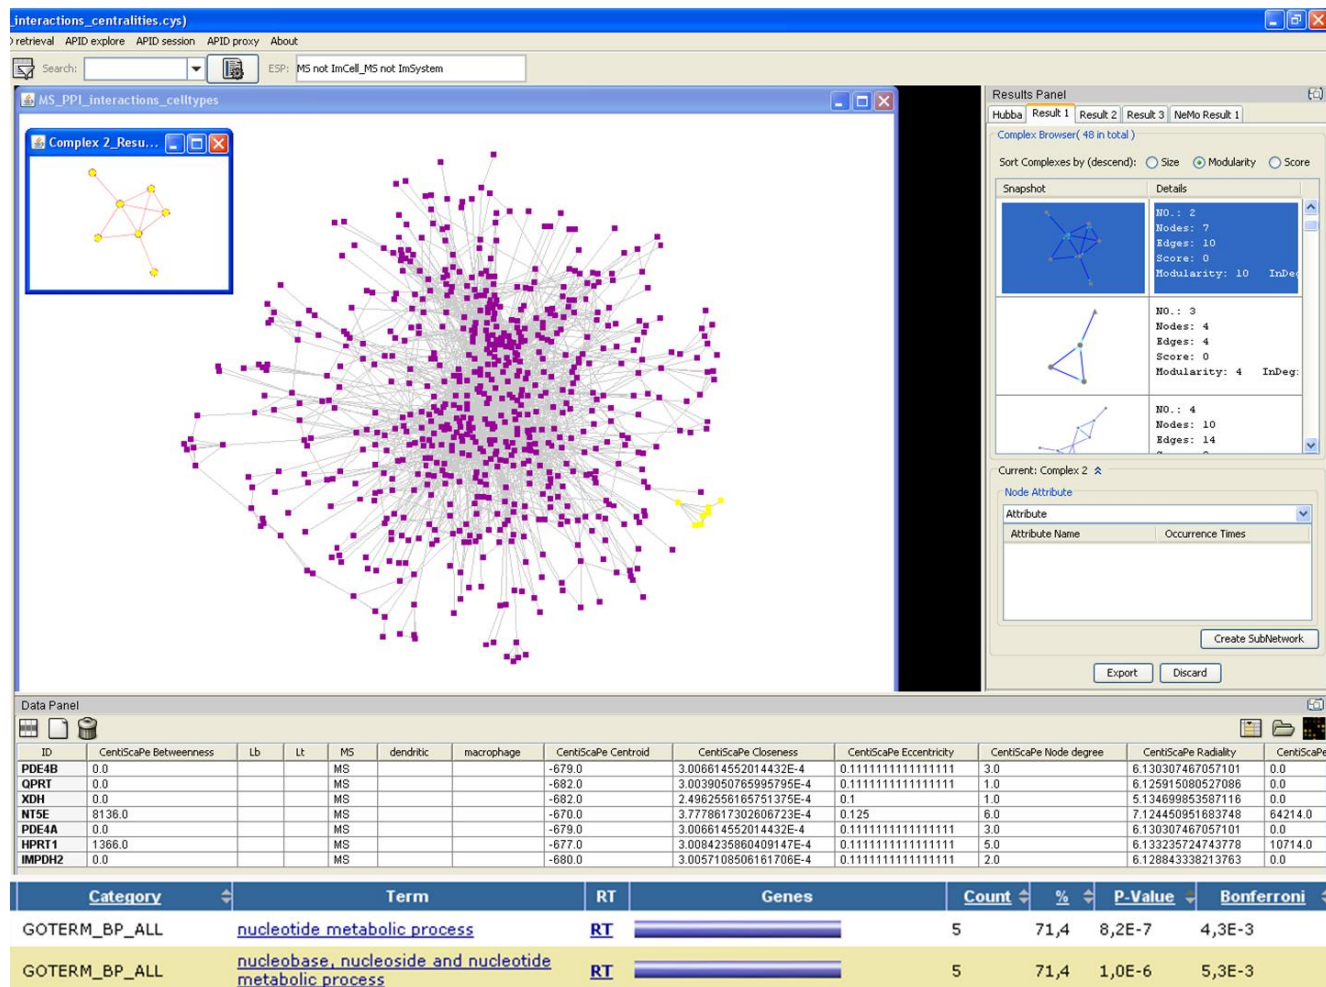 _interactions_centralities.cys)
retrieval APID explore APID session APID proxy About
Search: ESP: MS not ImCell_MS not ImSystem
MS_PPI_interactions_celltypes
Complex 2_Resu...
Results Panel
Hubba Result 1 Result 2 Result 3 NeMo Result 1
Complex Browser( 48 in total )
Sort Complexes by (descend): Size Modularity Score
Snapshot Details
NO.: 2
Nodes: 7
Edges: 10
Score: 0
Modularity: 10 InDeg
NO.: 3
Nodes: 4
Edges: 4
Score: 0
Modularity: 4 InDeg:
NO.: 4
Nodes: 10
Edges: 14
Current: Complex 2
Node Attribute
Attribute
Attribute Name Occurrence Times
Create SubNetwork
Export Discard
Data Panel
ID CentiScaPe Betweenness Lb Lt MS dendritic macrophage CentiScaPe Centroid CentiScaPe Closeness CentiScaPe Eccentricity CentiScaPe Node degree CentiScaPe Radiality CentiScaPe
PDE4B 0.0 MS -679.0 3.006614552014432E-4 0.1111111111111111 3.0 6.130307467057101 0.0
QPRT 0.0 MS -682.0 3.0039050765995795E-4 0.1111111111111111 1.0 6.125915080527086 0.0
XDH 0.0 MS -682.0 2.4962556165751375E-4 0.1 1.0 5.134699853587116 0.0
NT5E 8136.0 MS -670.0 3.7778617302606723E-4 0.125 6.0 7.124450951683748 64214.0
PDE4A 0.0 MS -679.0 3.006614552014432E-4 0.1111111111111111 3.0 6.130307467057101 0.0
HPRT1 1366.0 MS -677.0 3.0084235860409147E-4 0.1111111111111111 5.0 6.133235724743778 10714.0
IMPDH2 0.0 MS -680.0 3.0057108506161706E-4 0.1111111111111111 2.0 6.128843338213763 0.0
Category Term RT Genes Count % P-Value Bonferroni
GOTERM_BP_ALL nucleotide metabolic process RT 5 71,4 8,2E-7 4,3E-3
GOTERM_BP_ALL nucleobase, nucleoside and nucleotide metabolic process RT 5 71,4 1,0E-6 5,3E-3